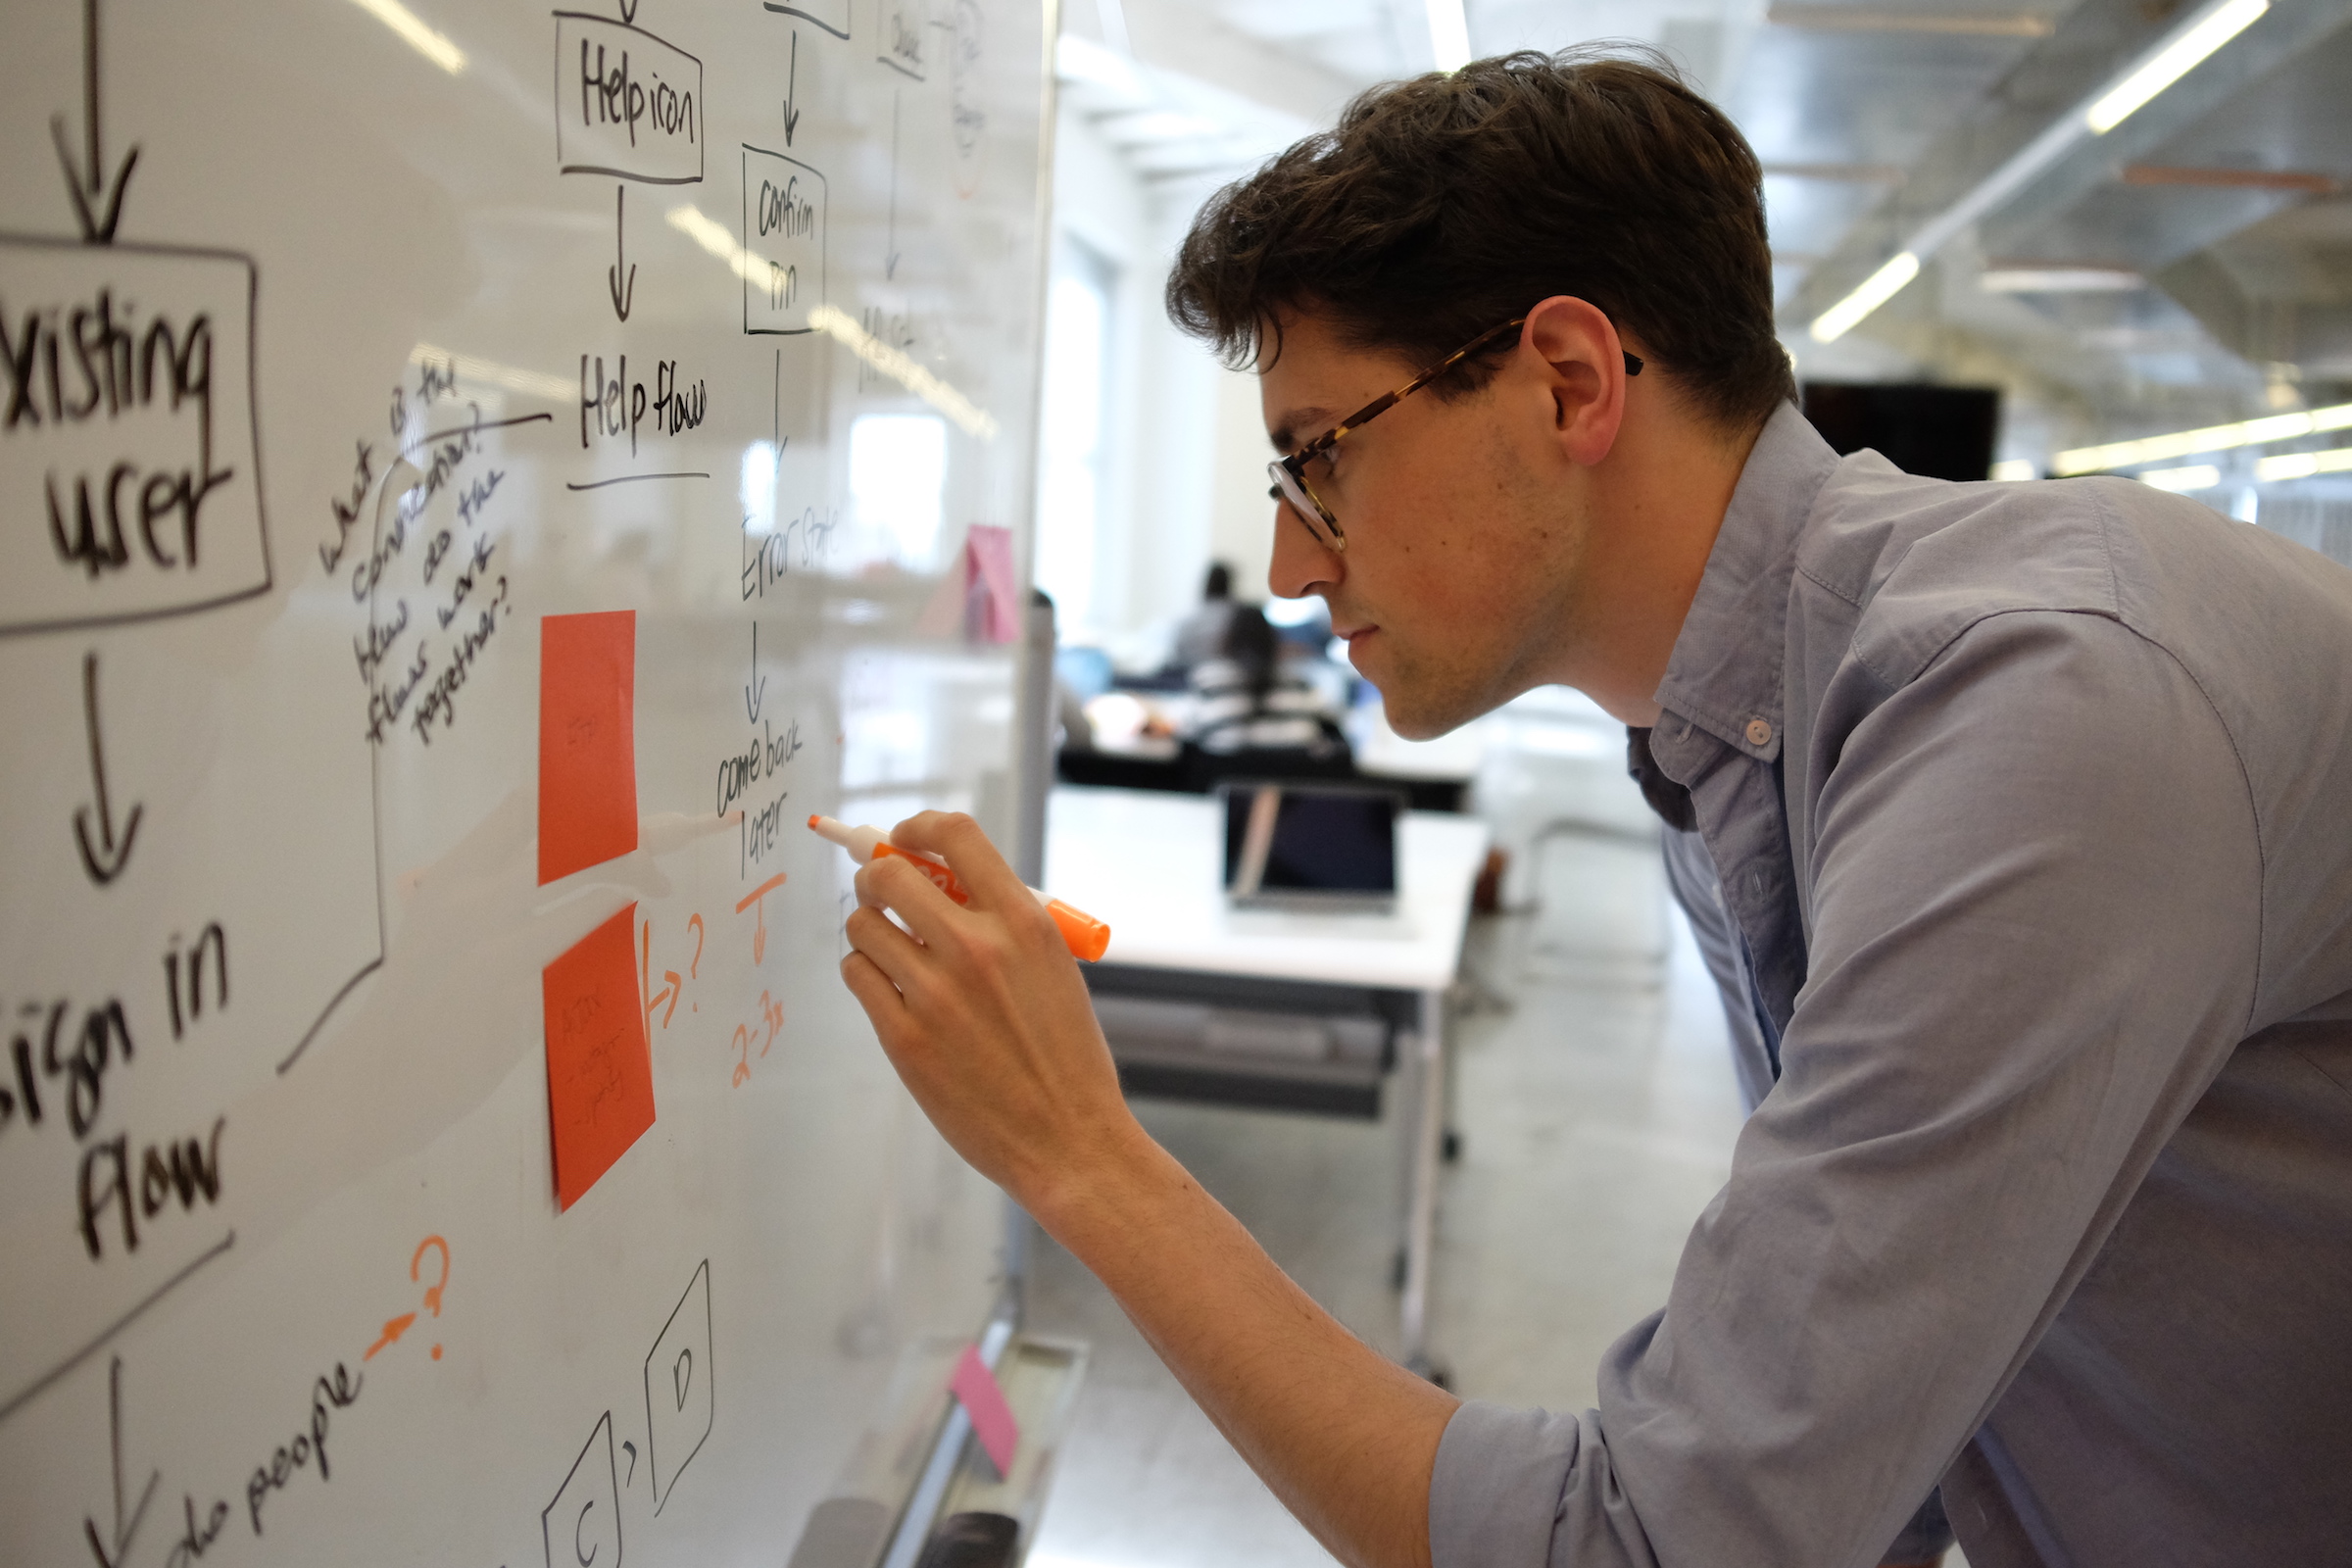 xisting
user
sign in
flow
do people → ?
What is the
connection?
How do the
flows work
together?
Help icon
Help flow
confirm
pin
Error state
come back
later
2-3x
?
C > D